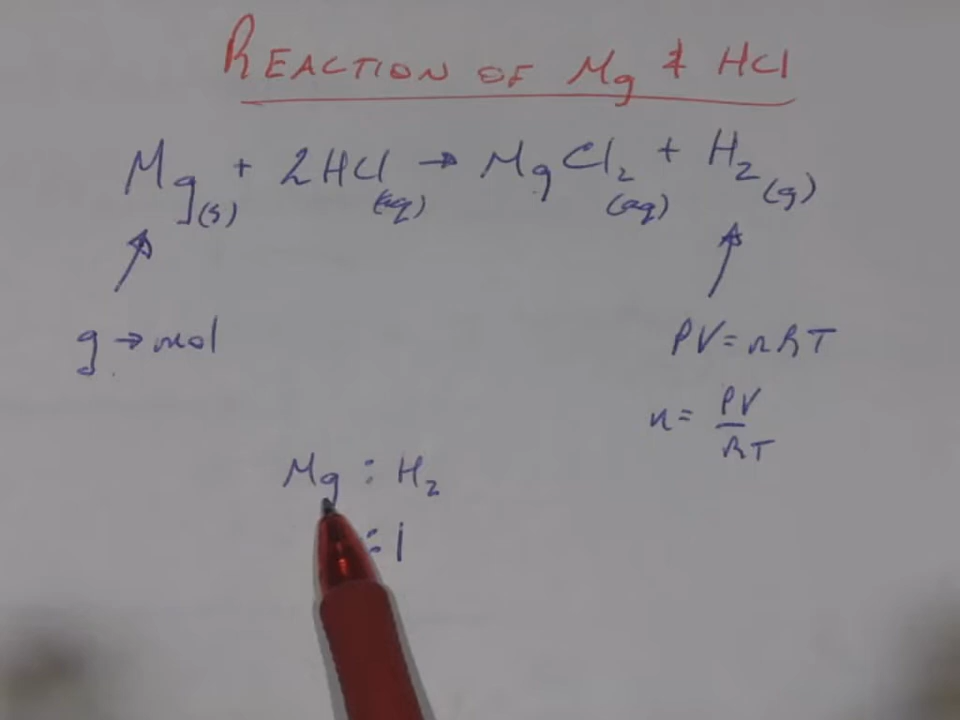 REACTION OF Mg & HCl
Mg(s) + 2HCl(aq) → MgCl2(aq) + H2(g)
g → mol
PV = nRT
n = PV/RT
Mg : H2
: 1